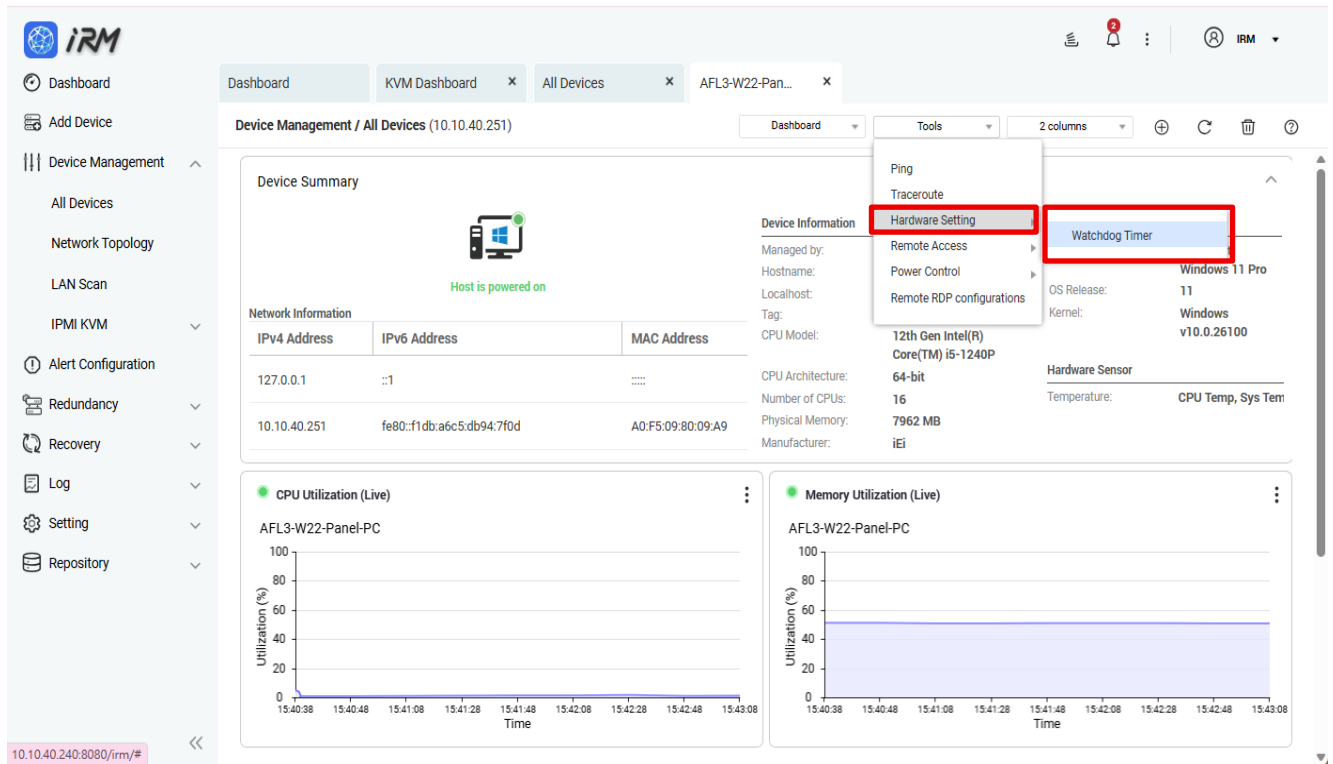 iRM
2
IRM
Dashboard
Add Device
Device Management
All Devices
Network Topology
LAN Scan
IPMI KVM
Alert Configuration
Redundancy
Recovery
Log
Setting
Repository
10.10.40.240:8080/irm/#
Dashboard
KVM Dashboard
All Devices
AFL3-W22-Pan...
Device Management / All Devices (10.10.40.251)
Dashboard
Tools
2 columns
Ping
Traceroute
Hardware Setting
Remote Access
Power Control
Remote RDP configurations
Watchdog Timer
Device Summary
Host is powered on
Network Information
IPv4 Address IPv6 Address MAC Address
127.0.0.1 ::1 :::::
10.10.40.251 fe80::f1db:a6c5:db94:7f0d A0:F5:09:80:09:A9
Device Information
Managed by:
Hostname:
Localhost:
Tag:
CPU Model: 12th Gen Intel(R)
Core(TM) i5-1240P
CPU Architecture: 64-bit
Number of CPUs: 16
Physical Memory: 7962 MB
Manufacturer: iEi
Windows 11 Pro
OS Release: 11
Kernel: Windows
v10.0.26100
Hardware Sensor
Temperature: CPU Temp, Sys Tem
CPU Utilization (Live)
AFL3-W22-Panel-PC
Utilization (%)
100
80
60
40
20
0
15:40:38 15:40:48 15:41:08 15:41:28 15:41:48 15:42:08 15:42:28 15:42:48 15:43:08
Time
Memory Utilization (Live)
AFL3-W22-Panel-PC
Utilization (%)
100
80
60
40
20
0
15:40:38 15:40:48 15:41:08 15:41:28 15:41:48 15:42:08 15:42:28 15:42:48 15:43:08
Time